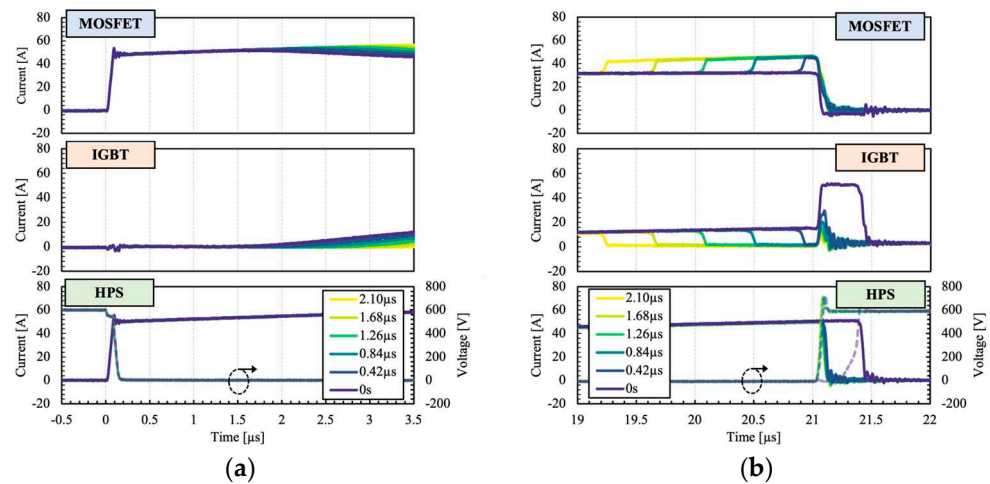 MOSFET
Current [A]
80
60
40
20
0
-20
IGBT
Current [A]
80
60
40
20
0
-20
HPS
Current [A]
80
60
40
20
0
-20
2.10µs
1.68µs
1.26µs
0.84µs
0.42µs
0s
800
600
400
200
0
-200
Voltage [V]
-0.5 0 0.5 1 1.5 2 2.5 3 3.5
Time [µs]
(a)
MOSFET
Current [A]
80
60
40
20
0
-20
IGBT
Current [A]
80
60
40
20
0
-20
HPS
Current [A]
80
60
40
20
0
-20
2.10µs
1.68µs
1.26µs
0.84µs
0.42µs
0s
800
600
400
200
0
-200
Voltage [V]
19 19.5 20 20.5 21 21.5 22
Time [µs]
(b)